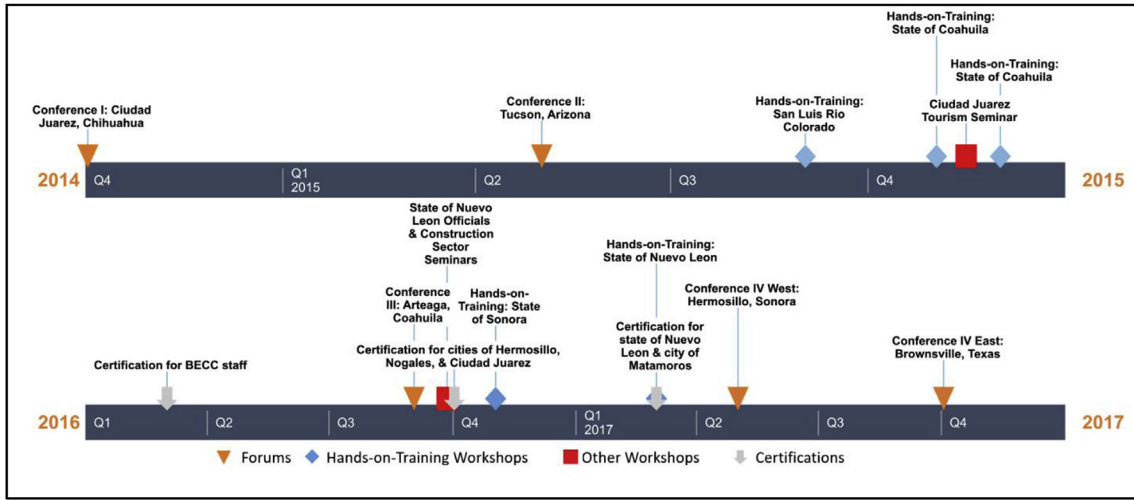 Hands-on-Training:
State of Coahuila
Hands-on-Training:
State of Coahuila
Conference I: Ciudad
Juarez, Chihuahua
Conference II:
Tucson, Arizona
Hands-on-Training:
San Luis Rio
Colorado
Ciudad Juarez
Tourism Seminar
2014
Q4
Q1
2015
Q2
Q3
Q4
2015
State of Nuevo
Leon Officials
& Construction
Sector
Seminars
Hands-on-Training:
State of Nuevo Leon
Conference
III: Arteaga,
Coahuila
Hands-on-
Training: State
of Sonora
Conference IV West:
Hermosillo, Sonora
Certification for BECC staff
Certification for cities of Hermosillo,
Nogales, & Ciudad Juarez
Certification for
state of Nuevo
Leon & city of
Matamoros
Conference IV East:
Brownsville, Texas
2016
Q1
Q2
Q3
Q4
Q1
2017
Q2
Q3
Q4
2017
Forums
Hands-on-Training Workshops
Other Workshops
Certifications